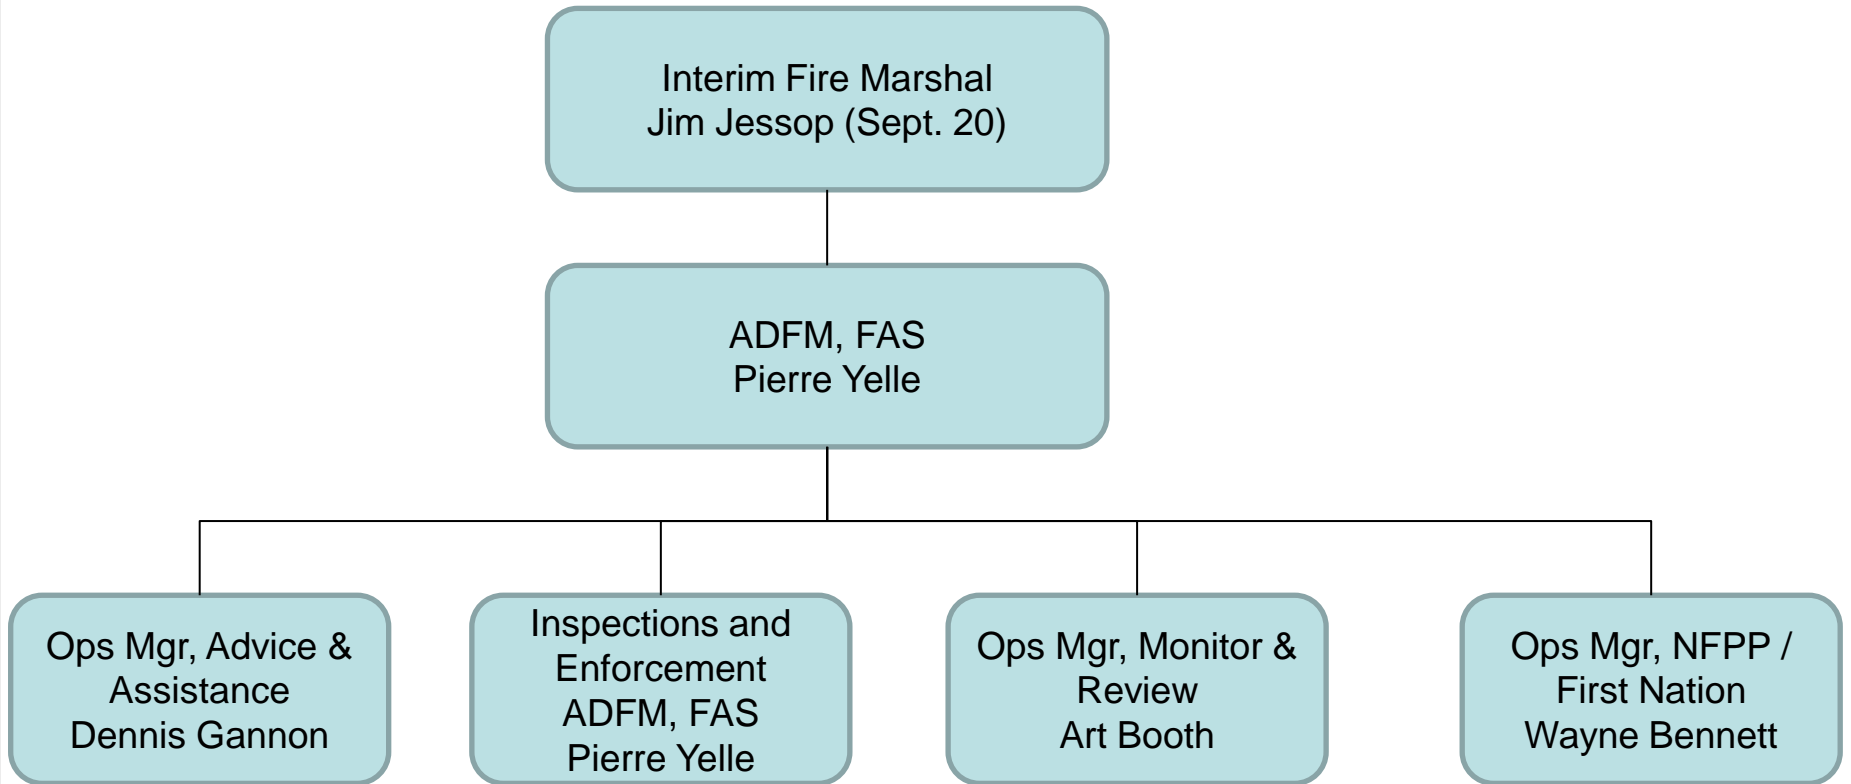 Interim Fire Marshal
Jim Jessop (Sept. 20)
ADFM, FAS
Pierre Yelle
Ops Mgr, Advice &
Assistance
Dennis Gannon
Inspections and
Enforcement
ADFM, FAS
Pierre Yelle
Ops Mgr, Monitor &
Review
Art Booth
Ops Mgr, NFPP /
First Nation
Wayne Bennett